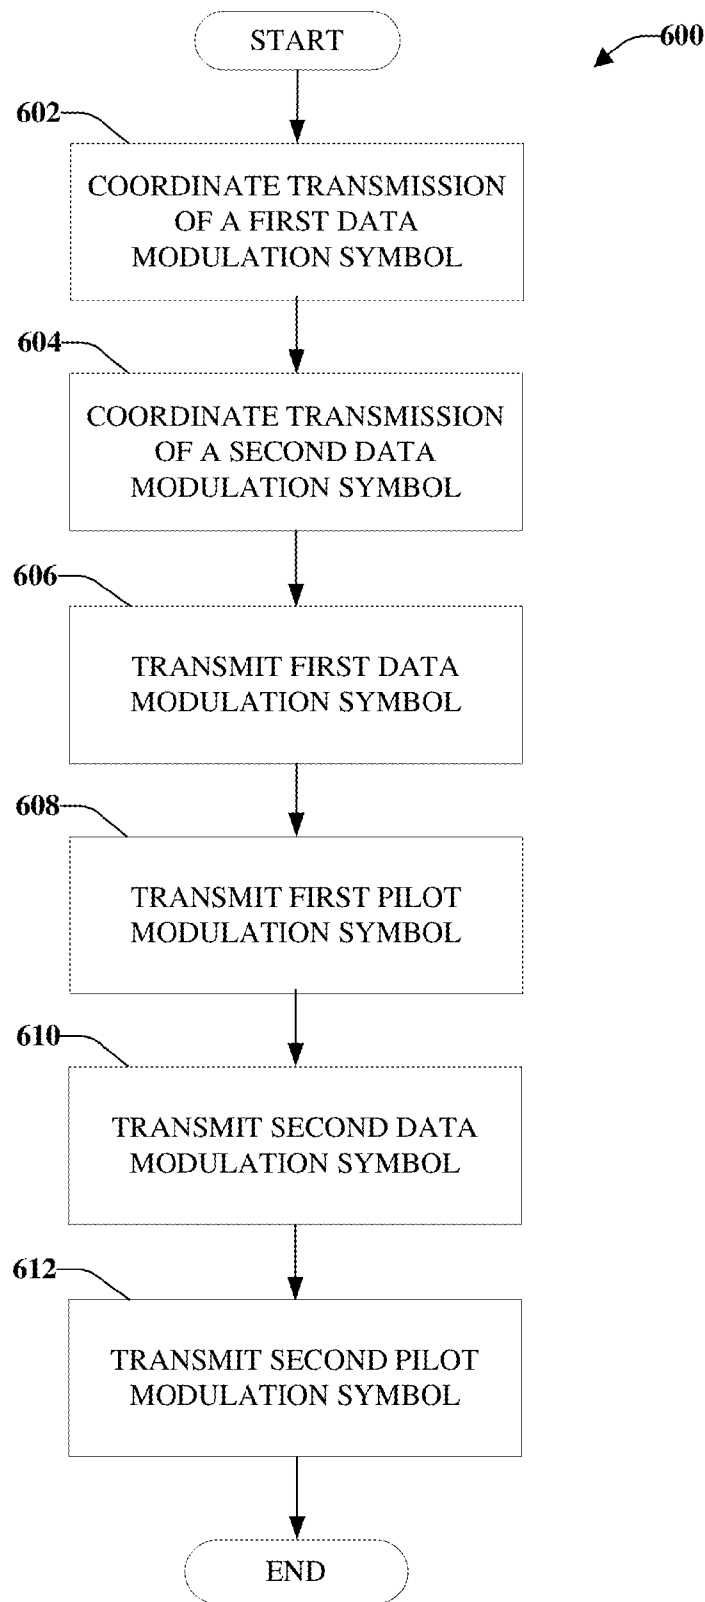 START
600
602
COORDINATE TRANSMISSION
OF A FIRST DATA
MODULATION SYMBOL
604
COORDINATE TRANSMISSION
OF A SECOND DATA
MODULATION SYMBOL
606
TRANSMIT FIRST DATA
MODULATION SYMBOL
608
TRANSMIT FIRST PILOT
MODULATION SYMBOL
610
TRANSMIT SECOND DATA
MODULATION SYMBOL
612
TRANSMIT SECOND PILOT
MODULATION SYMBOL
END